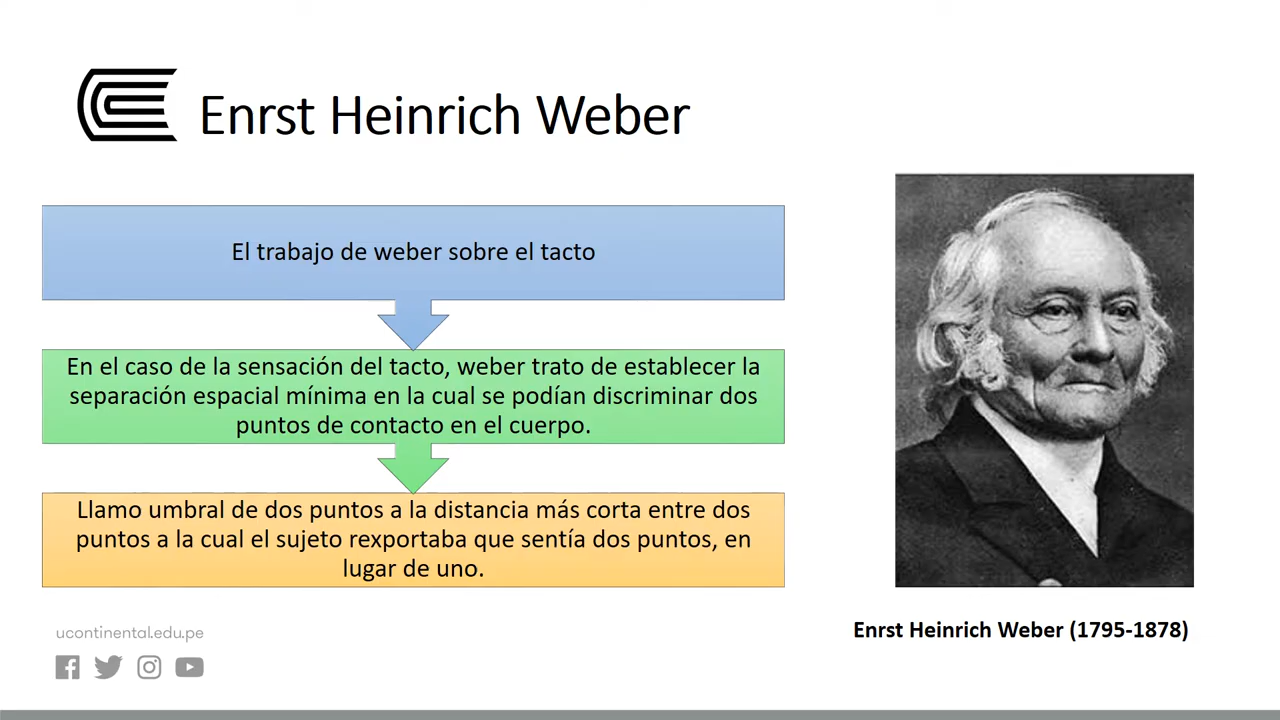 Enrst Heinrich Weber
El trabajo de weber sobre el tacto
En el caso de la sensación del tacto, weber trato de establecer la
separación espacial mínima en la cual se podían discriminar dos
puntos de contacto en el cuerpo.
Llamo umbral de dos puntos a la distancia más corta entre dos
puntos a la cual el sujeto rexportaba que sentía dos puntos, en
lugar de uno.
Enrst Heinrich Weber (1795-1878)
ucontinental.edu.pe